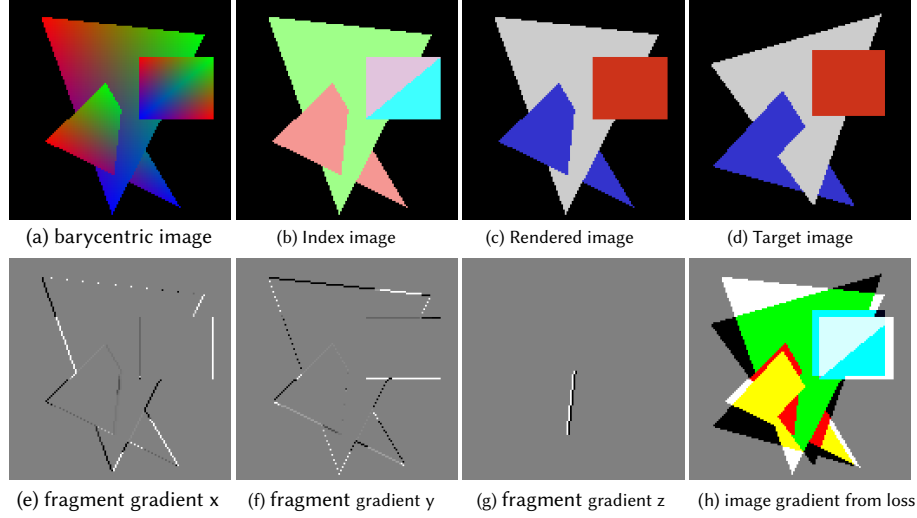 (a) barycentric image
(b) Index image
(c) Rendered image
(d) Target image
(e) fragment gradient x
(f) fragment gradient y
(g) fragment gradient z
(h) image gradient from loss